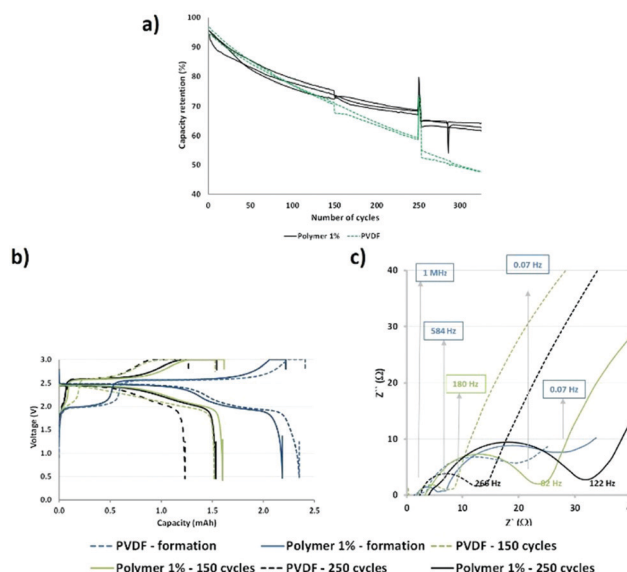 a)
Capacity retention (%)
100
90
80
70
60
50
40
0
50
100
150
200
250
300
Number of cycles
Polymer 1%
PVDF
b)
Voltage (V)
3.0
2.5
2.0
1.5
1.0
0.5
0.0
0.0
0.5
1.0
1.5
2.0
2.5
Capacity (mAh)
c)
Z`` (Ω)
40
30
20
10
0
0
10
20
30
40
Z` (Ω)
1 MHz
0.07 Hz
584 Hz
180 Hz
0.07 Hz
266 Hz
82 Hz
122 Hz
PVDF - formation
Polymer 1% - formation
PVDF - 150 cycles
Polymer 1% - 150 cycles
PVDF - 250 cycles
Polymer 1% - 250 cycles